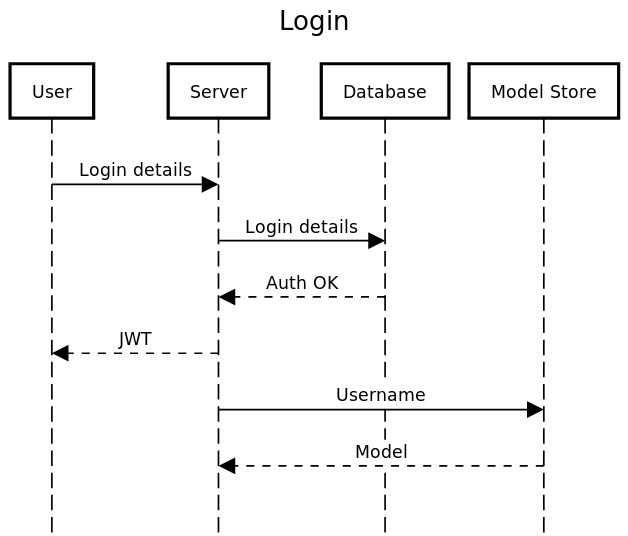 Login
User
Server
Database
Model Store
Login details
Login details
Auth OK
JWT
Username
Model